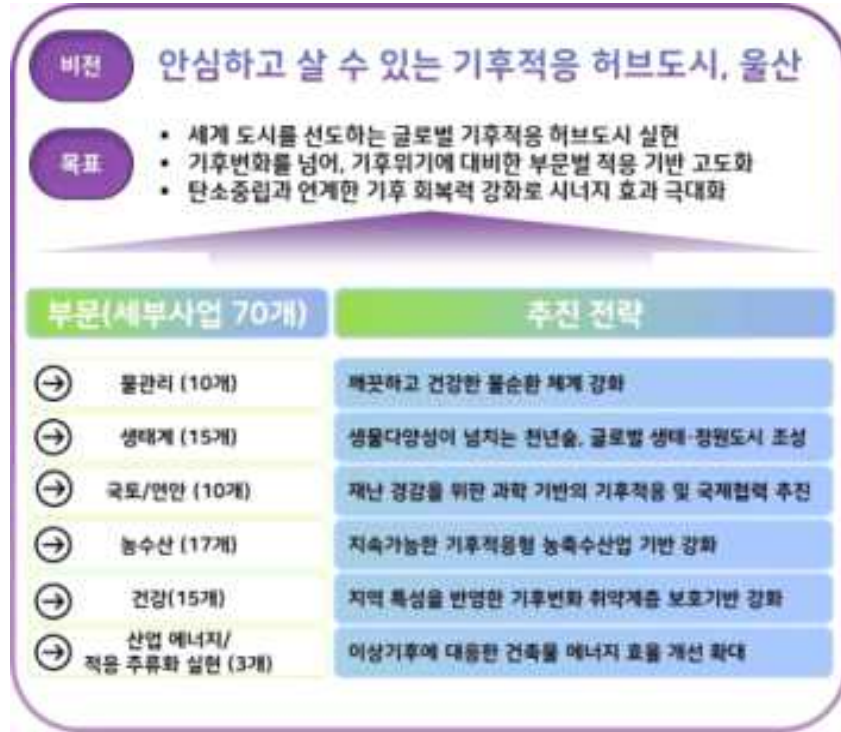 비전
안심하고 살 수 있는 기후적응 허브도시, 울산
목표
• 세계 도시를 선도하는 글로벌 기후적응 허브도시 실현
• 기후변화를 넘어, 기후위기에 대비한 부문별 적응 기반 고도화
• 탄소중립과 연계한 기후 회복력 강화로 시너지 효과 극대화
부문(세부사업 70개) 추진 전략
물관리 (10개) 깨끗하고 건강한 물순환 체계 강화
생태계 (15개) 생물다양성이 넘치는 천년숲, 글로벌 생태·정원도시 조성
국토/연안 (10개) 재난 경감을 위한 과학 기반의 기후적응 및 국제협력 추진
농수산 (17개) 지속가능한 기후적응형 농축수산업 기반 강화
건강(15개) 지역 특성을 반영한 기후변화 취약계층 보호기반 강화
산업 에너지/
적응 주류화 실현 (3개) 이상기후에 대응한 건축물 에너지 효율 개선 확대